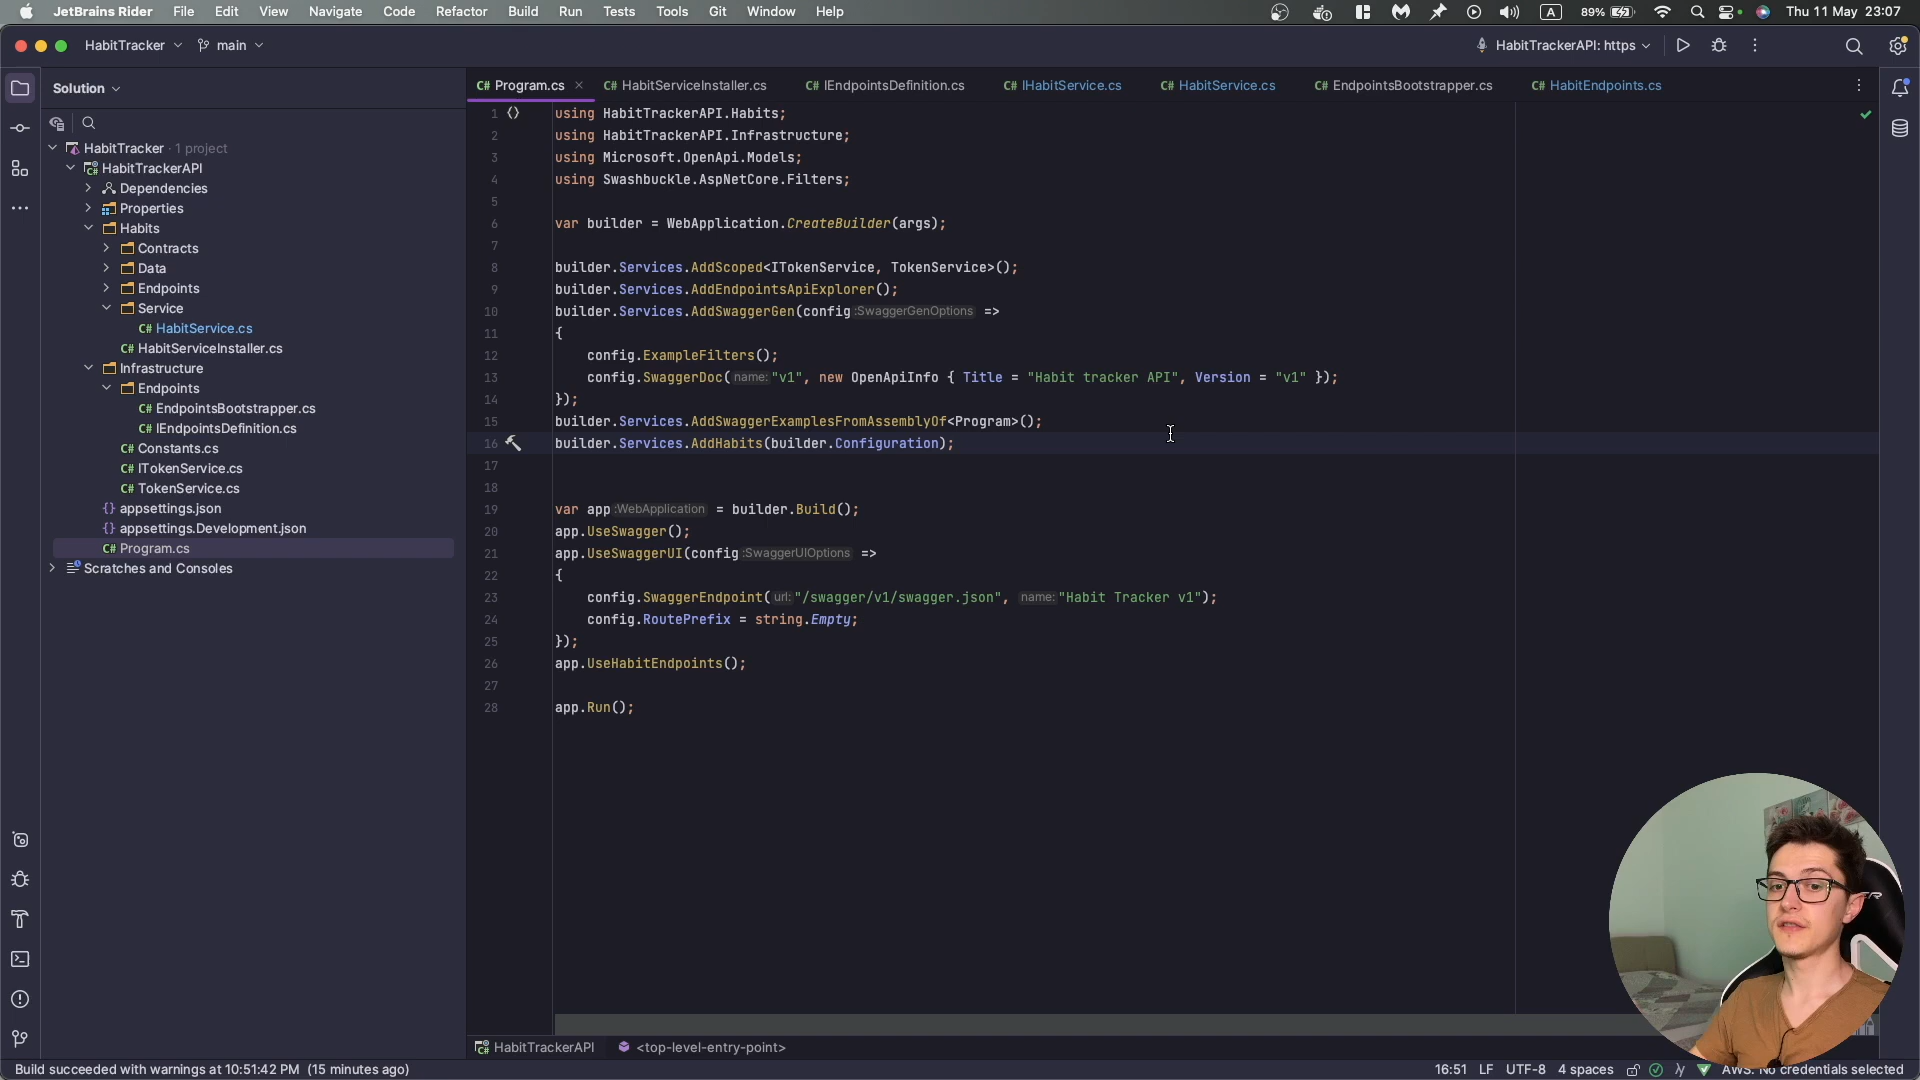 JetBrains Rider File Edit View Navigate Code Refactor Build Run Tests Tools Git Window Help A 89% Thu 11 May 23:07
HabitTracker main HabitTrackerAPI: https
Solution
C# Program.cs C# HabitServiceInstaller.cs C# IEndpointsDefinition.cs C# IHabitService.cs C# HabitService.cs C# EndpointsBootstrapper.cs C# HabitEndpoints.cs
HabitTracker · 1 project
HabitTrackerAPI
Dependencies
Properties
Habits
Contracts
Data
Endpoints
Service
C# HabitService.cs
C# HabitServiceInstaller.cs
Infrastructure
Endpoints
C# EndpointsBootstrapper.cs
C# IEndpointsDefinition.cs
C# Constants.cs
C# ITokenService.cs
C# TokenService.cs
{} appsettings.json
{} appsettings.Development.json
C# Program.cs
Scratches and Consoles
1 using HabitTrackerAPI.Habits;
2 using HabitTrackerAPI.Infrastructure;
3 using Microsoft.OpenApi.Models;
4 using Swashbuckle.AspNetCore.Filters;
5
6 var builder = WebApplication.CreateBuilder(args);
7
8 builder.Services.AddScoped<ITokenService, TokenService>();
9 builder.Services.AddEndpointsApiExplorer();
10 builder.Services.AddSwaggerGen(config :SwaggerGenOptions =>
11 {
12 config.ExampleFilters();
13 config.SwaggerDoc( name: "v1", new OpenApiInfo { Title = "Habit tracker API", Version = "v1" });
14 });
15 builder.Services.AddSwaggerExamplesFromAssemblyOf<Program>();
16 builder.Services.AddHabits(builder.Configuration);
17
18
19 var app :WebApplication = builder.Build();
20 app.UseSwagger();
21 app.UseSwaggerUI(config :SwaggerUIOptions =>
22 {
23 config.SwaggerEndpoint( url: "/swagger/v1/swagger.json", name: "Habit Tracker v1");
24 config.RoutePrefix = string.Empty;
25 });
26 app.UseHabitEndpoints();
27
28 app.Run();
HabitTrackerAPI <top-level-entry-point>
Build succeeded with warnings at 10:51:42 PM (15 minutes ago) 16:51 LF UTF-8 4 spaces AWS: No credentials selected